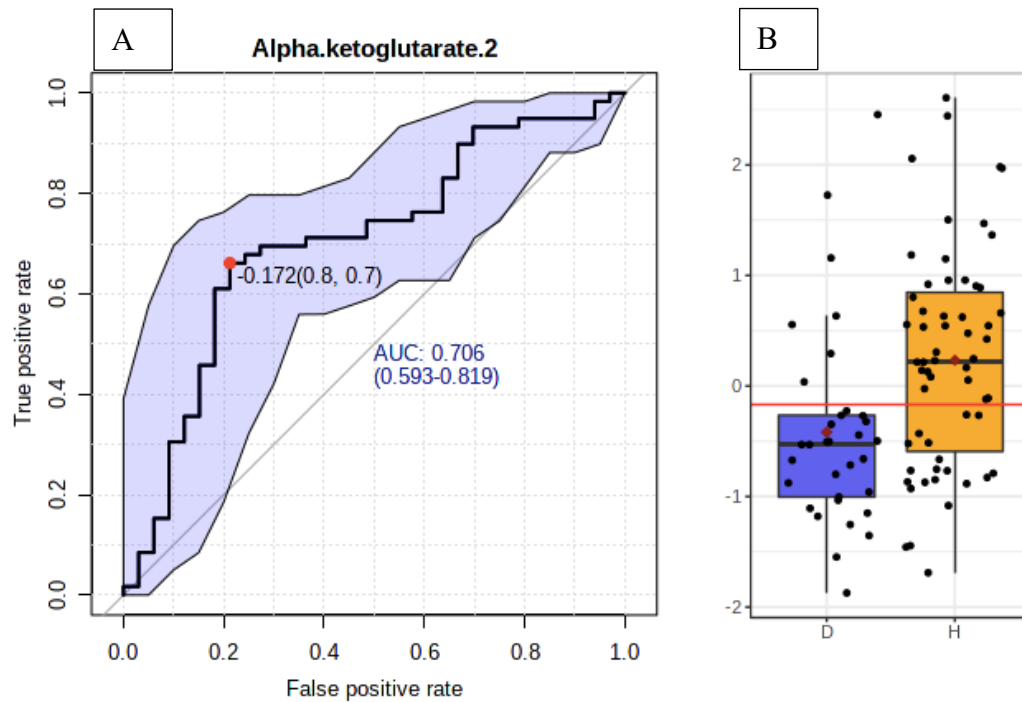 A
Alpha.ketoglutarate.2
True positive rate
1.0
0.8
0.6
0.4
0.2
0.0
-0.172(0.8, 0.7)
AUC: 0.706
(0.593-0.819)
0.0 0.2 0.4 0.6 0.8 1.0
False positive rate
B
2
1
0
-1
-2
D H